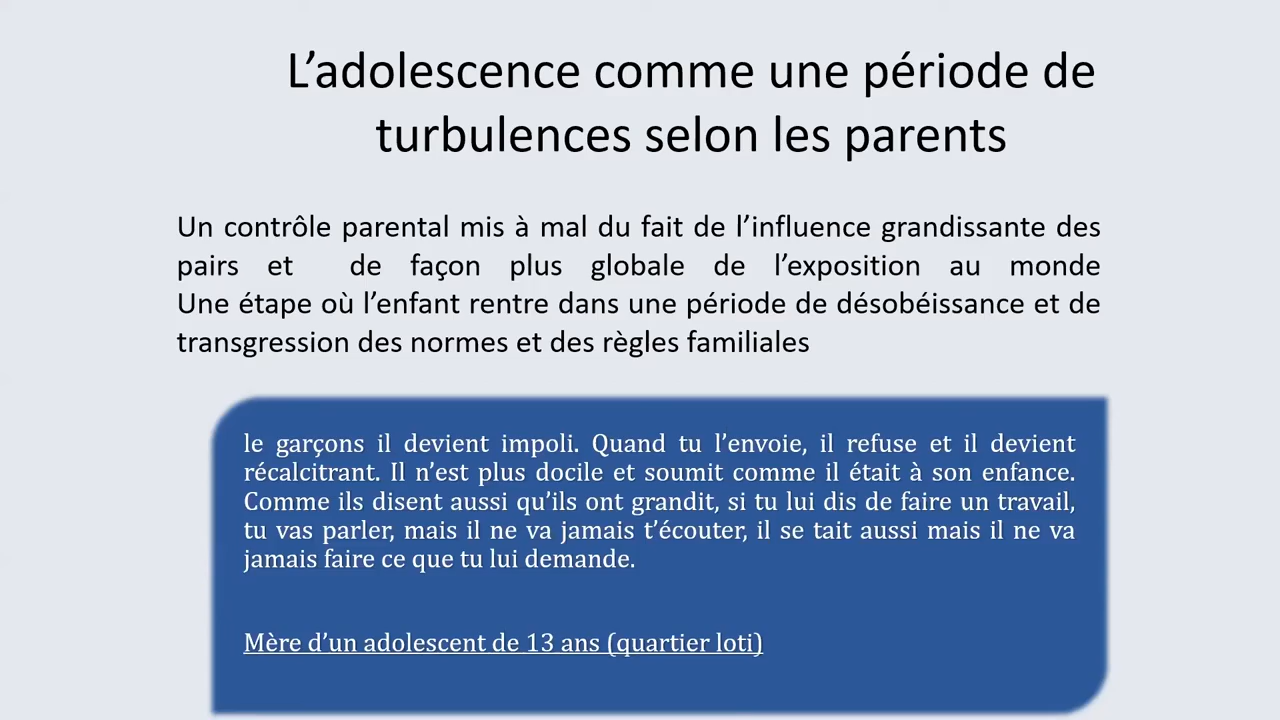 L’adolescence comme une période de
turbulences selon les parents
Un contrôle parental mis à mal du fait de l’influence grandissante des
pairs et de façon plus globale de l’exposition au monde
Une étape où l’enfant rentre dans une période de désobéissance et de
transgression des normes et des règles familiales
le garçons il devient impoli. Quand tu l’envoie, il refuse et il devient
récalcitrant. Il n’est plus docile et soumit comme il était à son enfance.
Comme ils disent aussi qu’ils ont grandit, si tu lui dis de faire un travail,
tu vas parler, mais il ne va jamais t’écouter, il se tait aussi mais il ne va
jamais faire ce que tu lui demande.
Mère d’un adolescent de 13 ans (quartier loti)